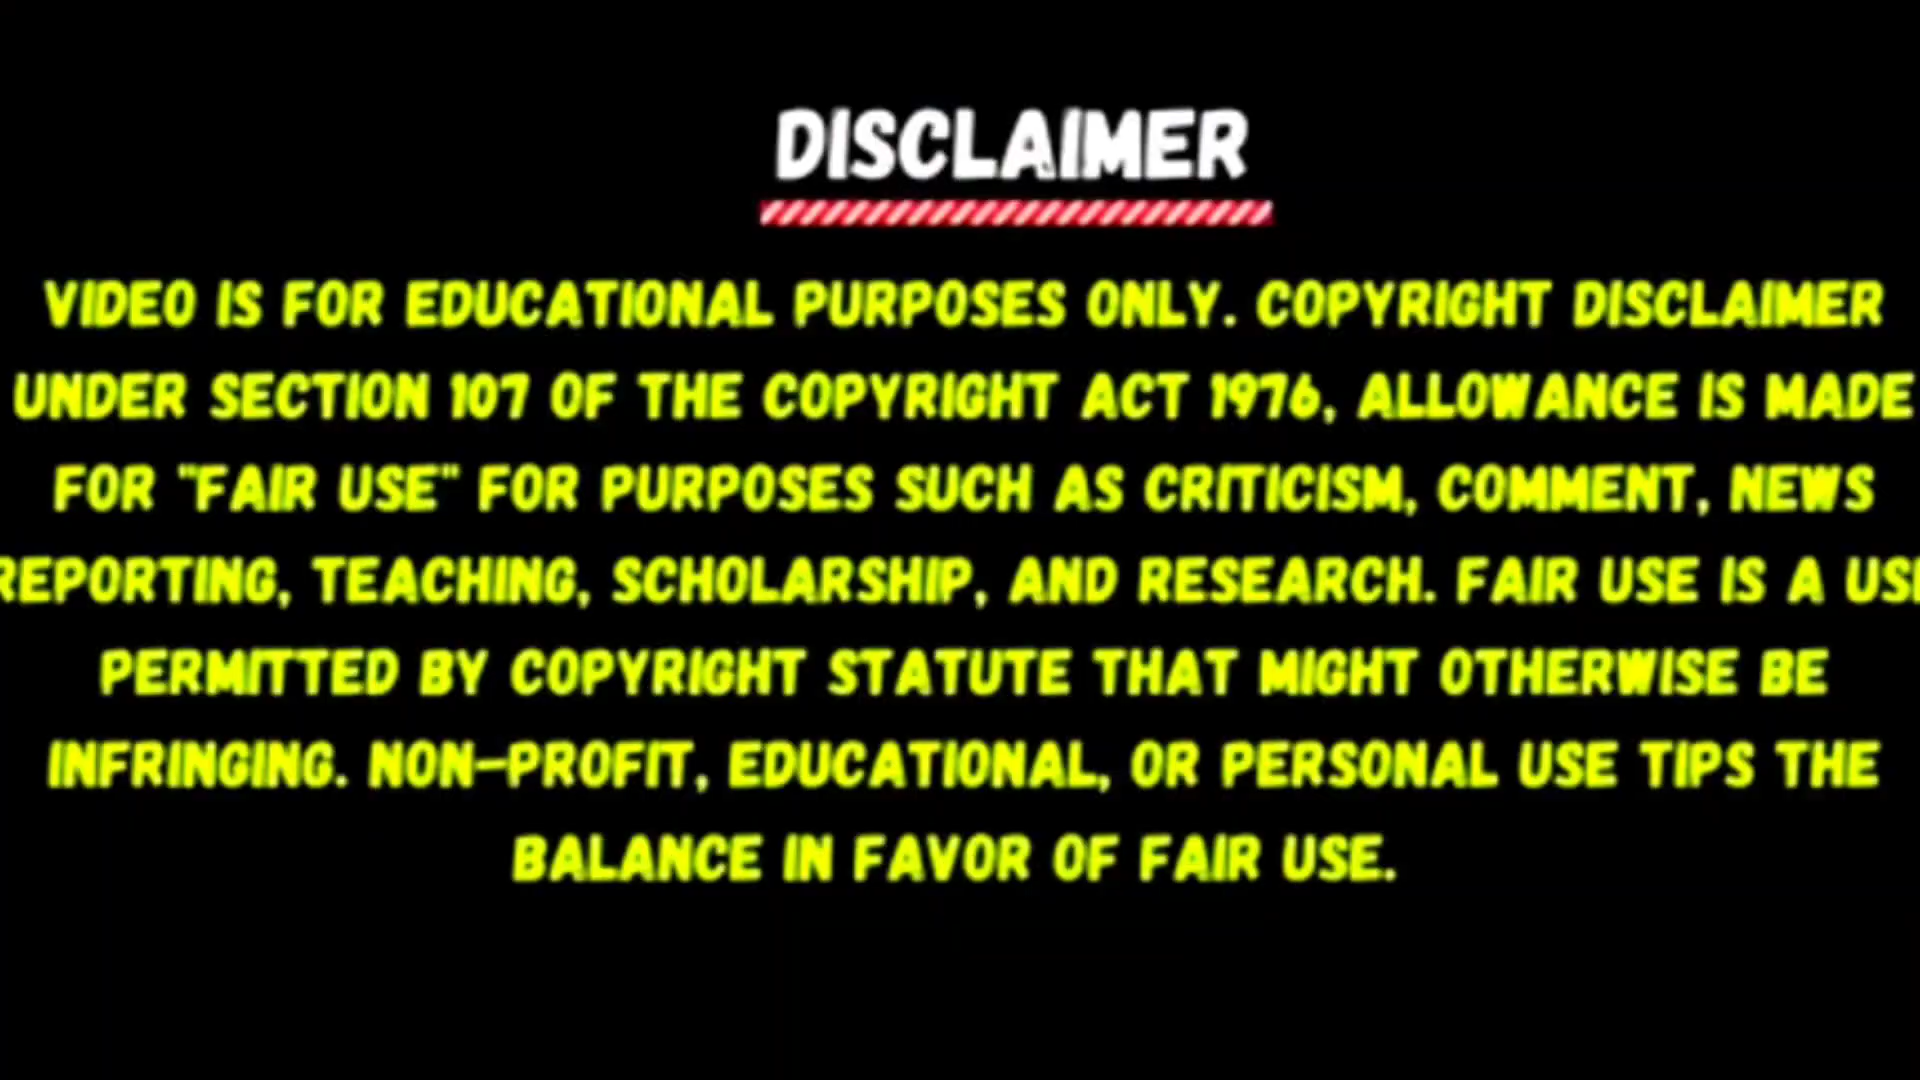 DISCLAIMER
VIDEO IS FOR EDUCATIONAL PURPOSES ONLY. COPYRIGHT DISCLAIMER
UNDER SECTION 107 OF THE COPYRIGHT ACT 1976, ALLOWANCE IS MADE
FOR "FAIR USE" FOR PURPOSES SUCH AS CRITICISM, COMMENT, NEWS
REPORTING, TEACHING, SCHOLARSHIP, AND RESEARCH. FAIR USE IS A USE
PERMITTED BY COPYRIGHT STATUTE THAT MIGHT OTHERWISE BE
INFRINGING. NON-PROFIT, EDUCATIONAL, OR PERSONAL USE TIPS THE
BALANCE IN FAVOR OF FAIR USE.